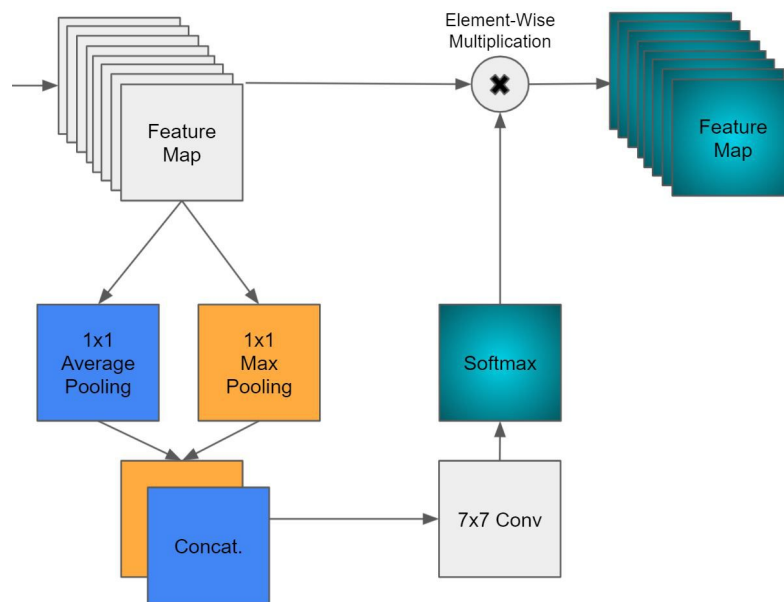 Element-Wise
Multiplication
Feature
Map
Feature
Map
1x1
Average
Pooling
1x1
Max
Pooling
Softmax
Concat.
7x7 Conv